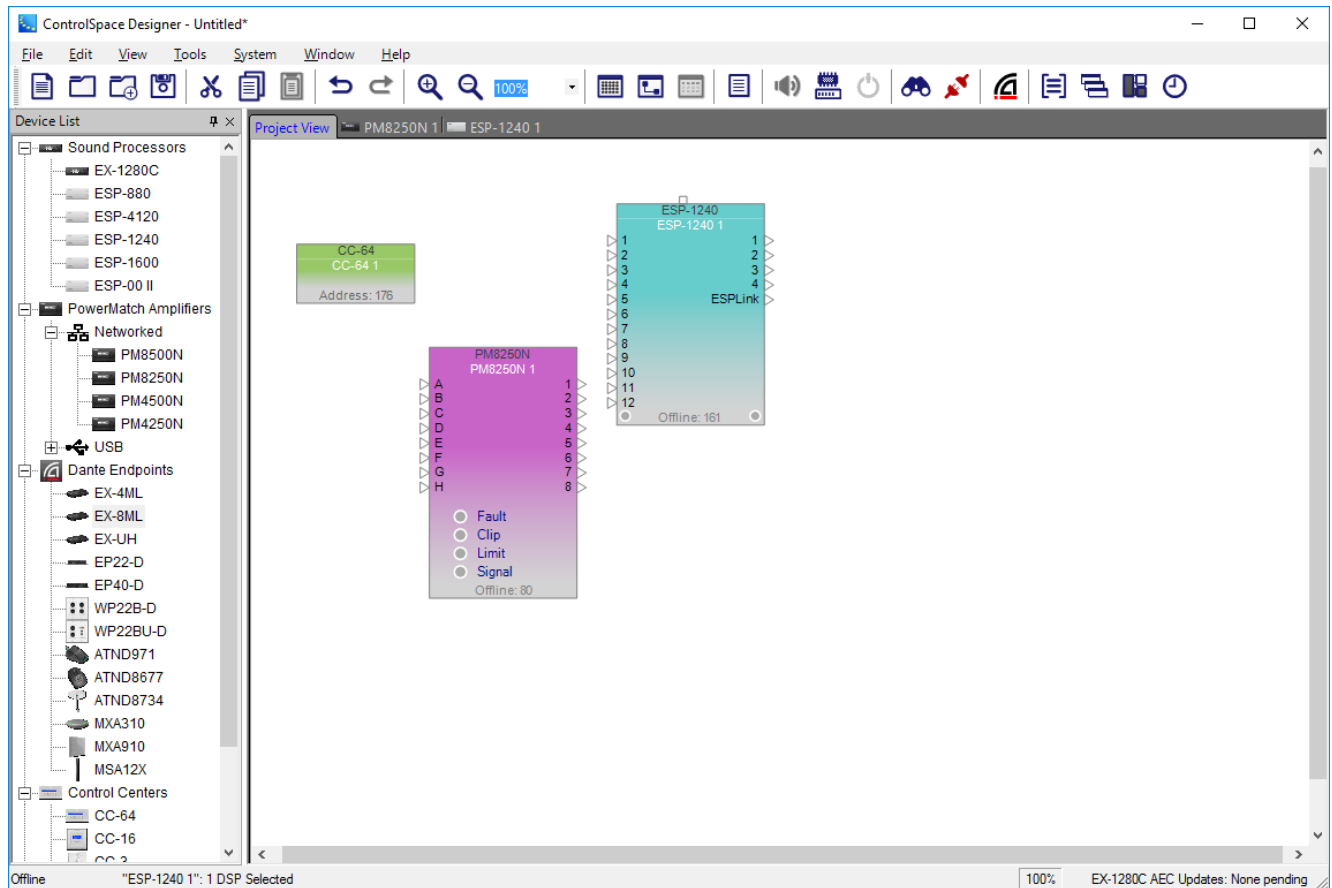 ControlSpace Designer - Untitled*
File Edit View Tools System Window Help
100%
Device List
Project View PM8250N 1 ESP-1240 1
Sound Processors
EX-1280C
ESP-880
ESP-4120
ESP-1240
ESP-1600
ESP-00 II
PowerMatch Amplifiers
Networked
PM8500N
PM8250N
PM4500N
PM4250N
USB
Dante Endpoints
EX-4ML
EX-8ML
EX-UH
EP22-D
EP40-D
WP22B-D
WP22BU-D
ATND971
ATND8677
ATND8734
MXA310
MXA910
MSA12X
Control Centers
CC-64
CC-16
CC-3
CC-64
CC-64 1
Address: 176
PM8250N
PM8250N 1
A 1
B 2
C 3
D 4
E 5
F 6
G 7
H 8
Fault
Clip
Limit
Signal
Offline: 80
ESP-1240
ESP-1240 1
1 1
2 2
3 3
4 4
5 ESPLink
6
7
8
9
10
11
12
Offline: 161
Offline "ESP-1240 1": 1 DSP Selected 100% EX-1280C AEC Updates: None pending